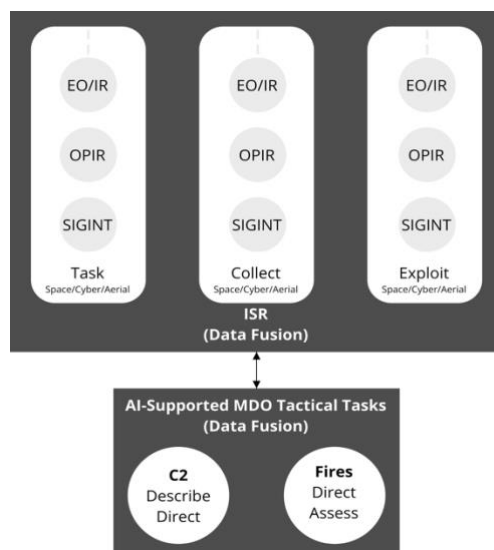 EO/IR
OPIR
SIGINT
Task
Space/Cyber/Aerial
EO/IR
OPIR
SIGINT
Collect
Space/Cyber/Aerial
EO/IR
OPIR
SIGINT
Exploit
Space/Cyber/Aerial
ISR
(Data Fusion)
AI-Supported MDO Tactical Tasks
(Data Fusion)
C2
Describe
Direct
Fires
Direct
Assess